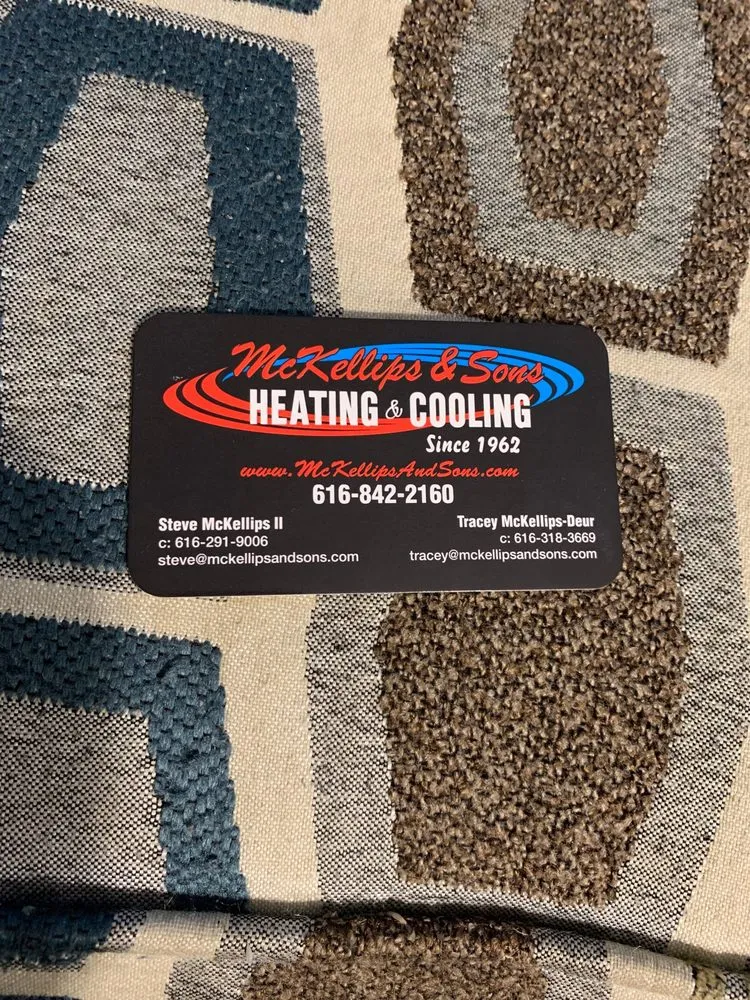 McKellips & Sons
HEATING & COOLING
Since 1962
www.McKellipsAndSons.com
616-842-2160
Steve McKellips II
c: 616-291-9006
steve@mckellipsandsons.com
Tracey McKellips-Deur
c: 616-318-3669
tracey@mckellipsandsons.com